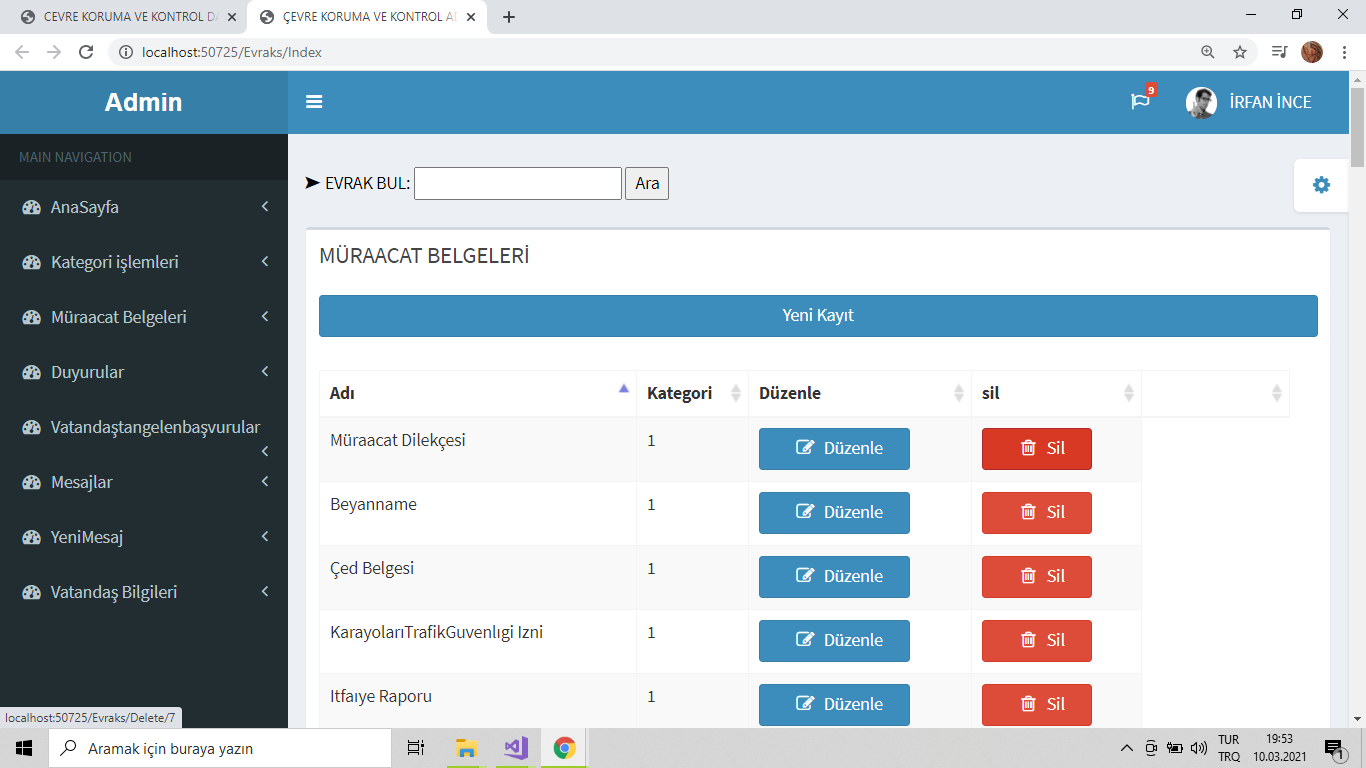 CEVRE KORUMA VE KONTROL DA
ÇEVRE KORUMA VE KONTROL AD
localhost:50725/Evraks/Index
Admin
9
İRFAN İNCE
MAIN NAVIGATION
AnaSayfa
Kategori işlemleri
Müraacat Belgeleri
Duyurular
Vatandaştangelenbaşvurular
Mesajlar
YeniMesaj
Vatandaş Bilgileri
➤ EVRAK BUL: Ara
MÜRAACAT BELGELERİ
Yeni Kayıt
Adı Kategori Düzenle sil
Müraacat Dilekçesi 1 Düzenle Sil
Beyanname 1 Düzenle Sil
Çed Belgesi 1 Düzenle Sil
KarayolarıTrafikGuvenlıgi Izni 1 Düzenle Sil
Itfaıye Raporu 1 Düzenle Sil
localhost:50725/Evraks/Delete/7
Aramak için buraya yazın
TUR
TRQ
19:53
10.03.2021
1